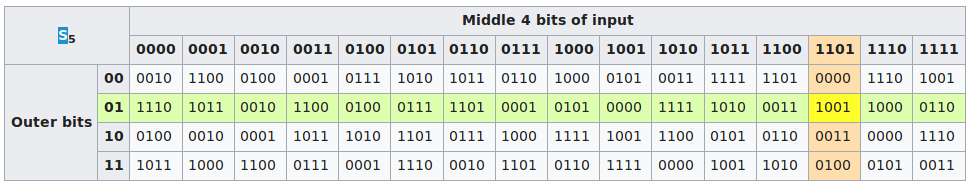 S5
Middle 4 bits of input
0000 0001 0010 0011 0100 0101 0110 0111 1000 1001 1010 1011 1100 1101 1110 1111
Outer bits
00 0010 1100 0100 0001 0111 1010 1011 0110 1000 0101 0011 1111 1101 0000 1110 1001
01 1110 1011 0010 1100 0100 0111 1101 0001 0101 0000 1111 1010 0011 1001 1000 0110
10 0100 0010 0001 1011 1010 1101 0111 1000 1111 1001 1100 0101 0110 0011 0000 1110
11 1011 1000 1100 0111 0001 1110 0010 1101 0110 1111 0000 1001 1010 0100 0101 0011